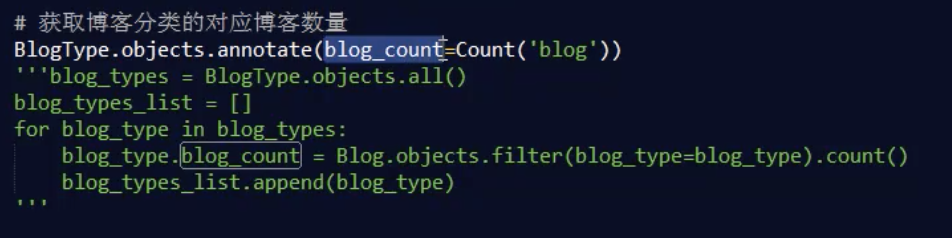 # 获取博客分类的对应博客数量
BlogType.objects.annotate(blog_count=Count('blog'))
'''blog_types = BlogType.objects.all()
blog_types_list = []
for blog_type in blog_types:
    blog_type.blog_count = Blog.objects.filter(blog_type=blog_type).count()
    blog_types_list.append(blog_type)
'''